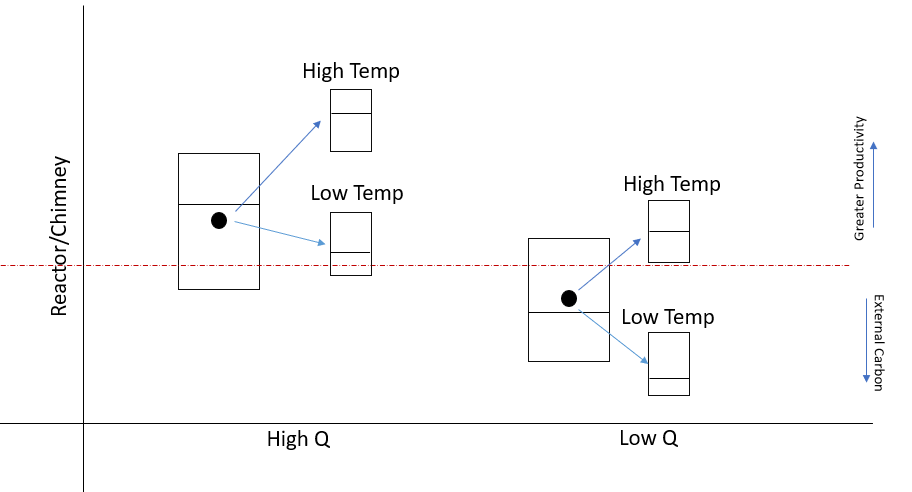 High Temp
Low Temp
High Temp
Low Temp
Reactor/Chimney
Greater Productivity
External Carbon
High Q
Low Q